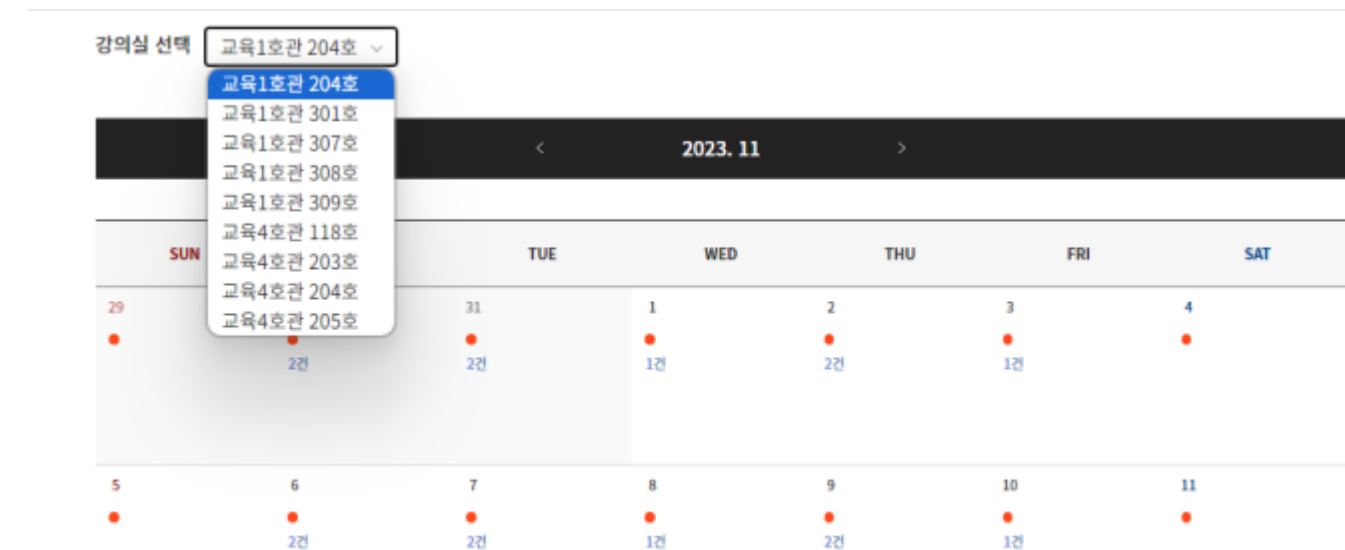 강의실 선택 교육1호관 204호
교육1호관 204호
교육1호관 301호
교육1호관 307호
교육1호관 308호
교육1호관 309호
교육4호관 118호
교육4호관 203호
교육4호관 204호
교육4호관 205호
< 2023. 11 >
SUN TUE WED THU FRI SAT
29 31 1 2 3 4
2건 2건 1건 2건 1건
5 6 7 8 9 10 11
2건 2건 1건 2건 1건